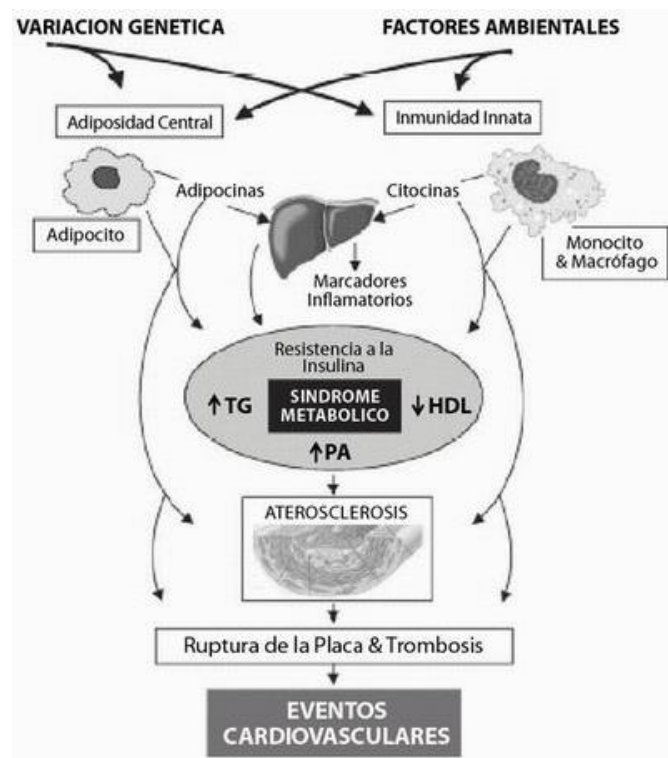 VARIACION GENETICA
FACTORES AMBIENTALES
Adiposidad Central
Inmunidad Innata
Adipocinas
Citocinas
Adipocito
Monocito
& Macrófago
Marcadores
Inflamatorios
Resistencia a la
Insulina
↑TG
SINDROME
METABOLICO
↓HDL
↑PA
ATEROSCLEROSIS
Ruptura de la Placa & Trombosis
EVENTOS
CARDIOVASCULARES